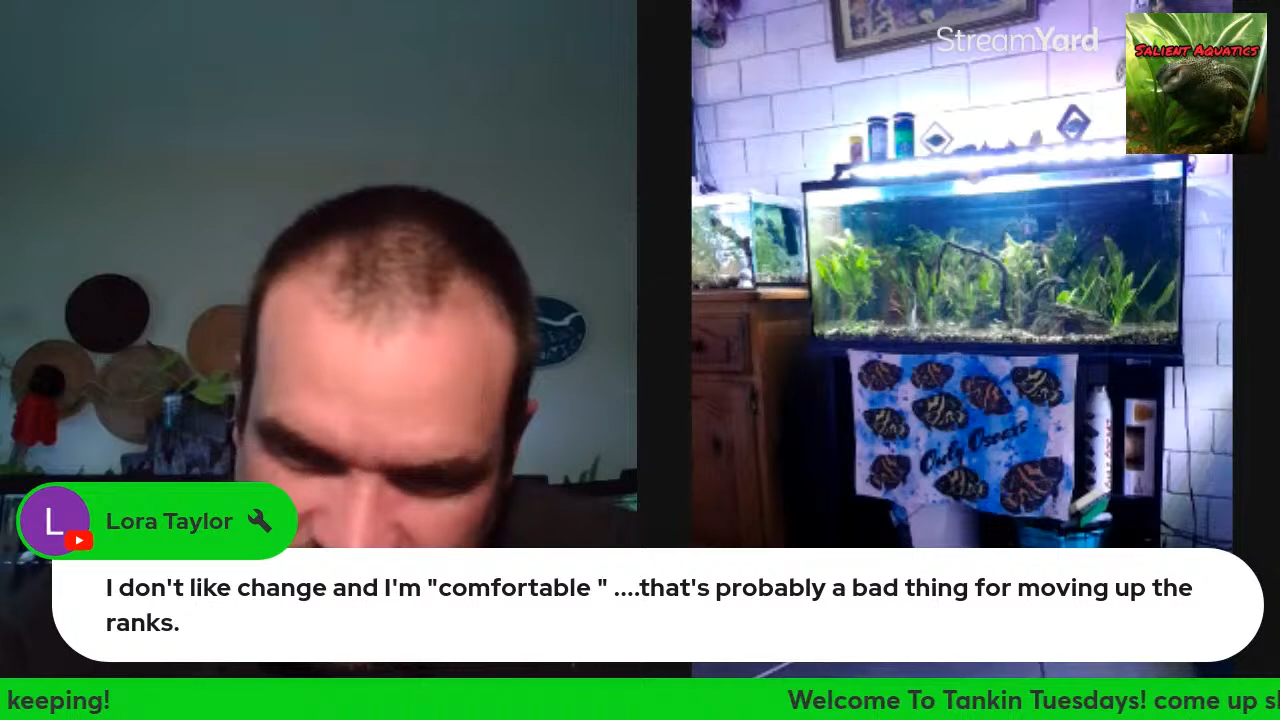 StreamYard
SALIENT AQUATICS
Only Oscars
L
Lora Taylor
I don't like change and I'm "comfortable " ....that's probably a bad thing for moving up the
ranks.
keeping!
Welcome To Tankin Tuesdays! come up